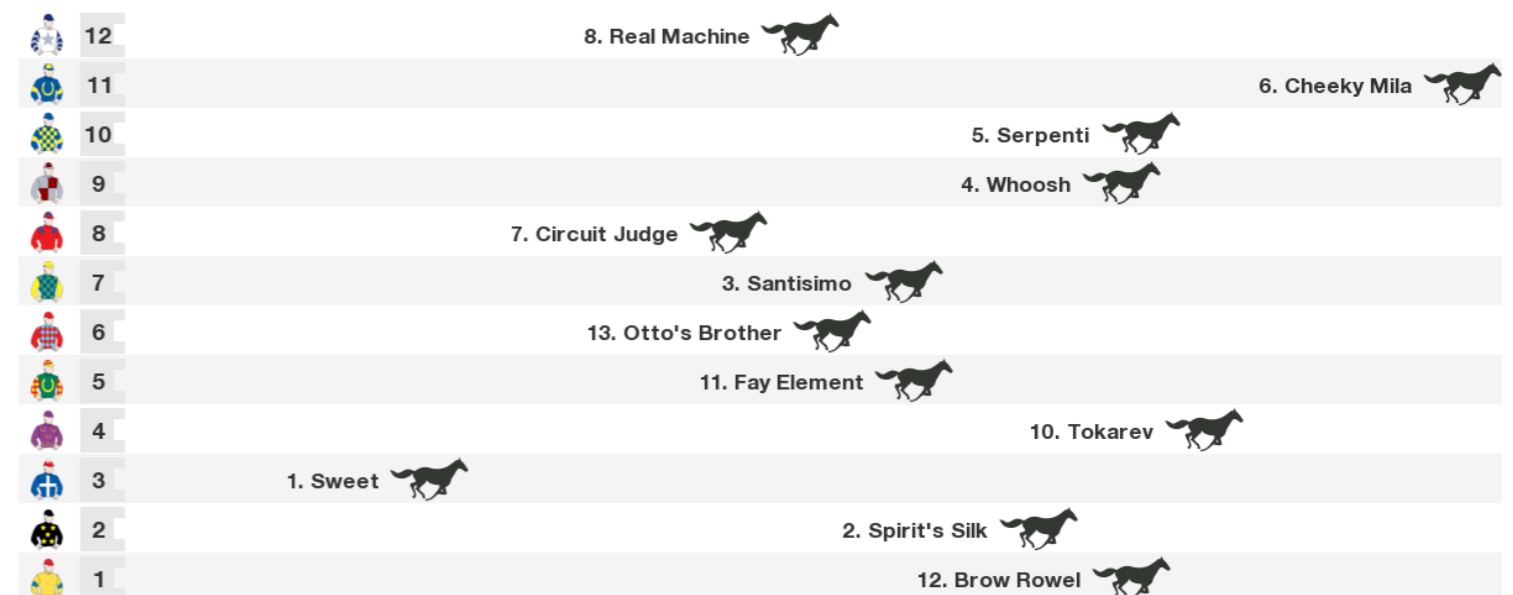 12 8. Real Machine
11 6. Cheeky Mila
10 5. Serpenti
9 4. Whoosh
8 7. Circuit Judge
7 3. Santisimo
6 13. Otto's Brother
5 11. Fay Element
4 10. Tokarev
3 1. Sweet
2 2. Spirit's Silk
1 12. Brow Rowel